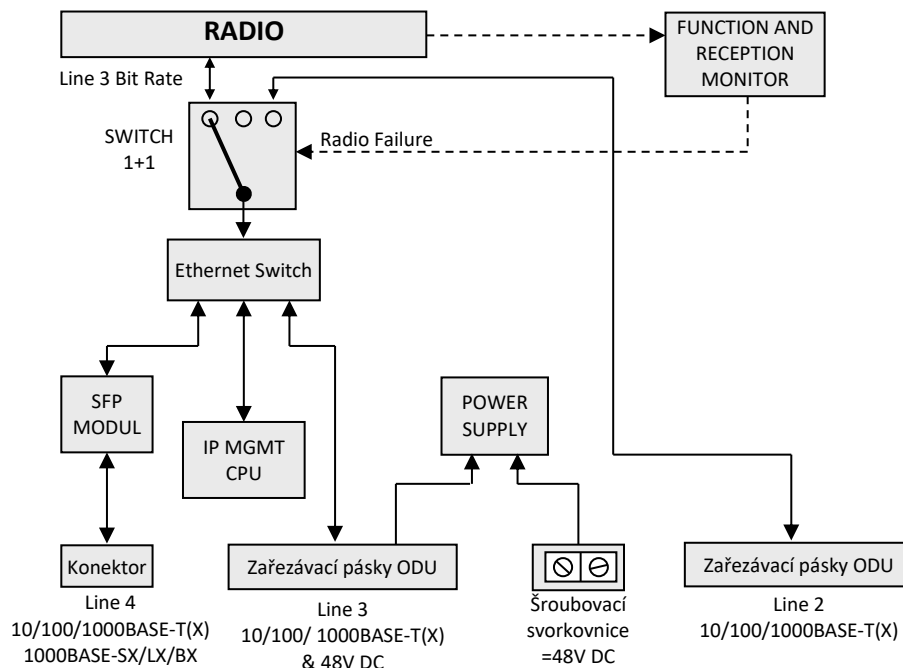 RADIO
FUNCTION AND
RECEPTION
MONITOR
Line 3 Bit Rate
SWITCH
1+1
Radio Failure
Ethernet Switch
SFP
MODUL
IP MGMT
CPU
POWER
SUPPLY
Konektor
Zařezávací pásky ODU
Zařezávací pásky ODU
Line 4
10/100/1000BASE-T(X)
1000BASE-SX/LX/BX
Line 3
10/100/ 1000BASE-T(X)
& 48V DC
Šroubovací
svorkovnice
=48V DC
Line 2
10/100/1000BASE-T(X)